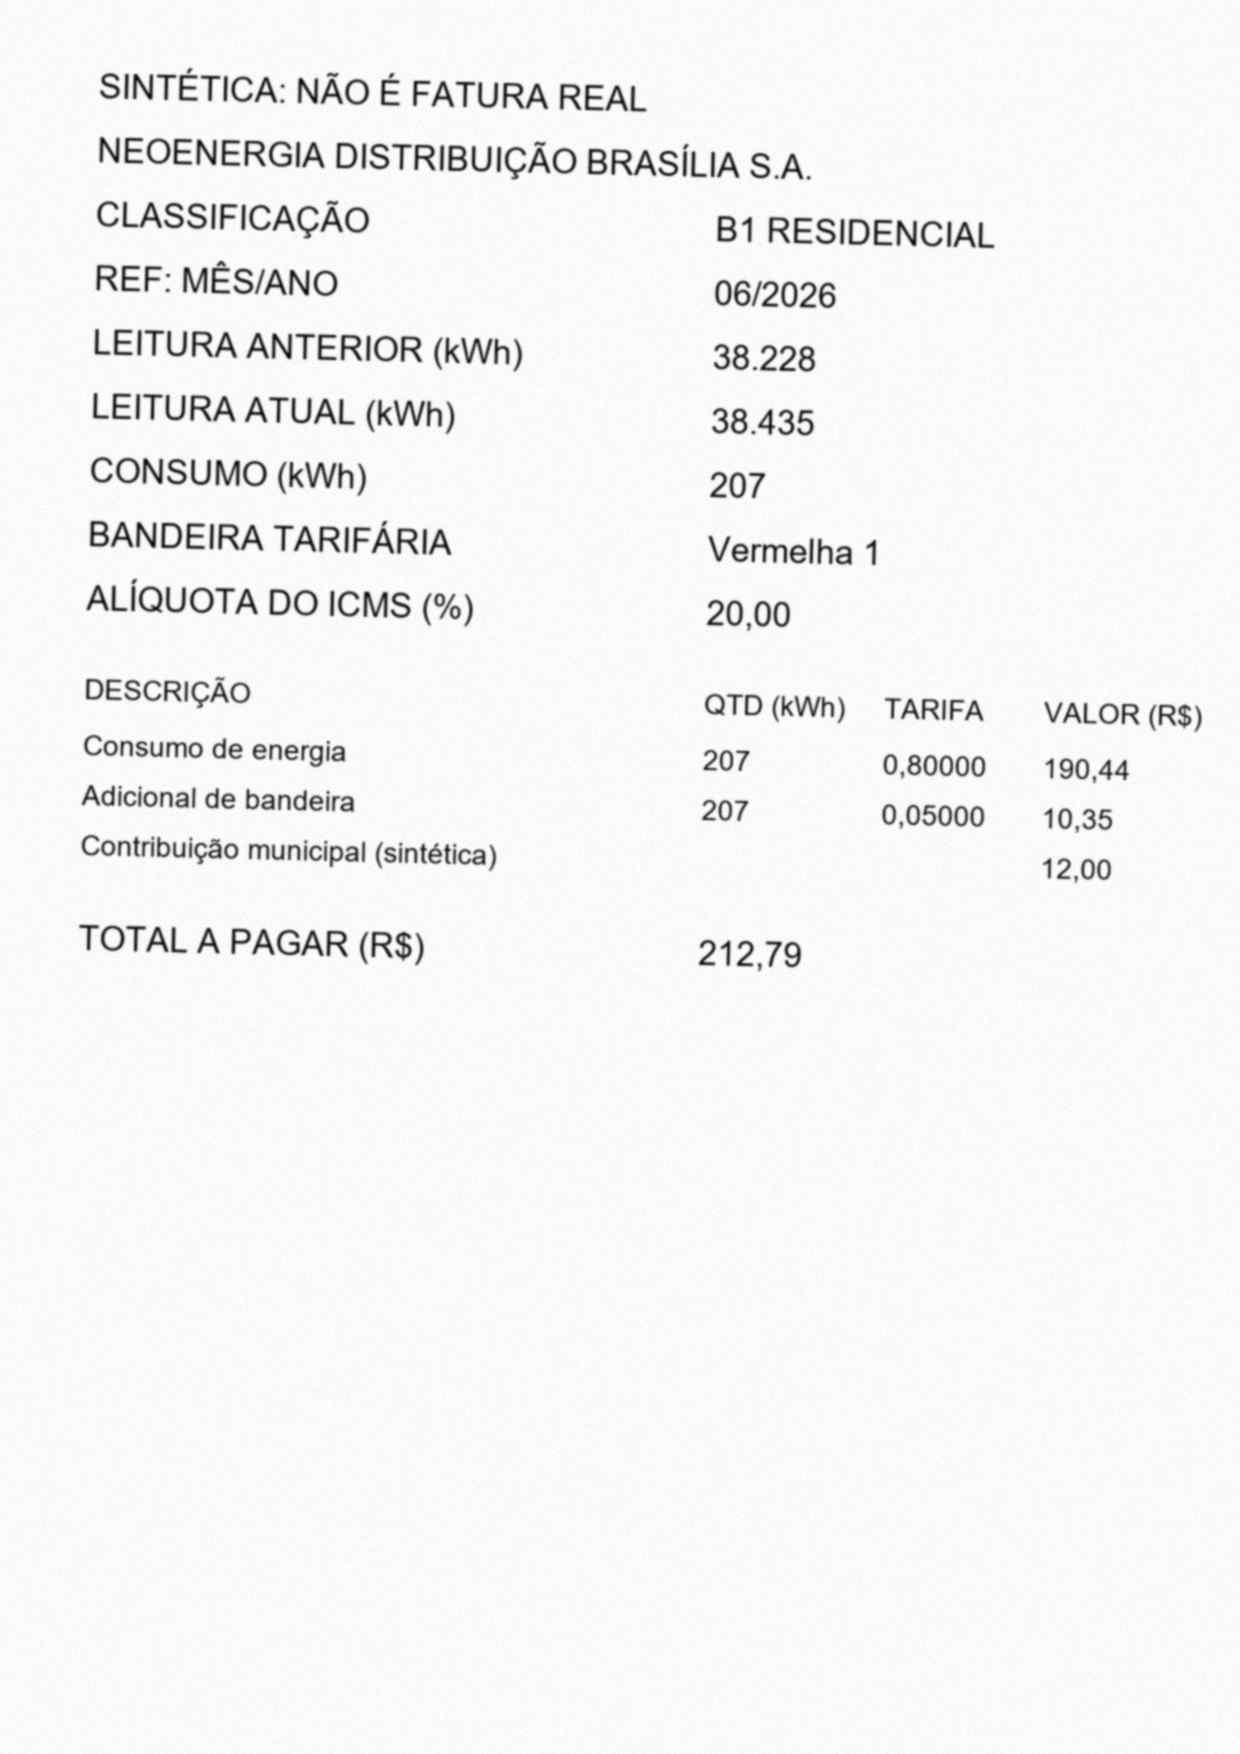 SINTÉTICA: NÃO É FATURA REAL
NEOENERGIA DISTRIBUIÇÃO BRASÍLIA S.A.
CLASSIFICAÇÃO B1 RESIDENCIAL
REF: MÊS/ANO 06/2026
LEITURA ANTERIOR (kWh) 38.228
LEITURA ATUAL (kWh) 38.435
CONSUMO (kWh) 207
BANDEIRA TARIFÁRIA Vermelha 1
ALÍQUOTA DO ICMS (%) 20,00
DESCRIÇÃO QTD (kWh) TARIFA VALOR (R$)
Consumo de energia 207 0,80000 190,44
Adicional de bandeira 207 0,05000 10,35
Contribuição municipal (sintética) 12,00
TOTAL A PAGAR (R$) 212,79